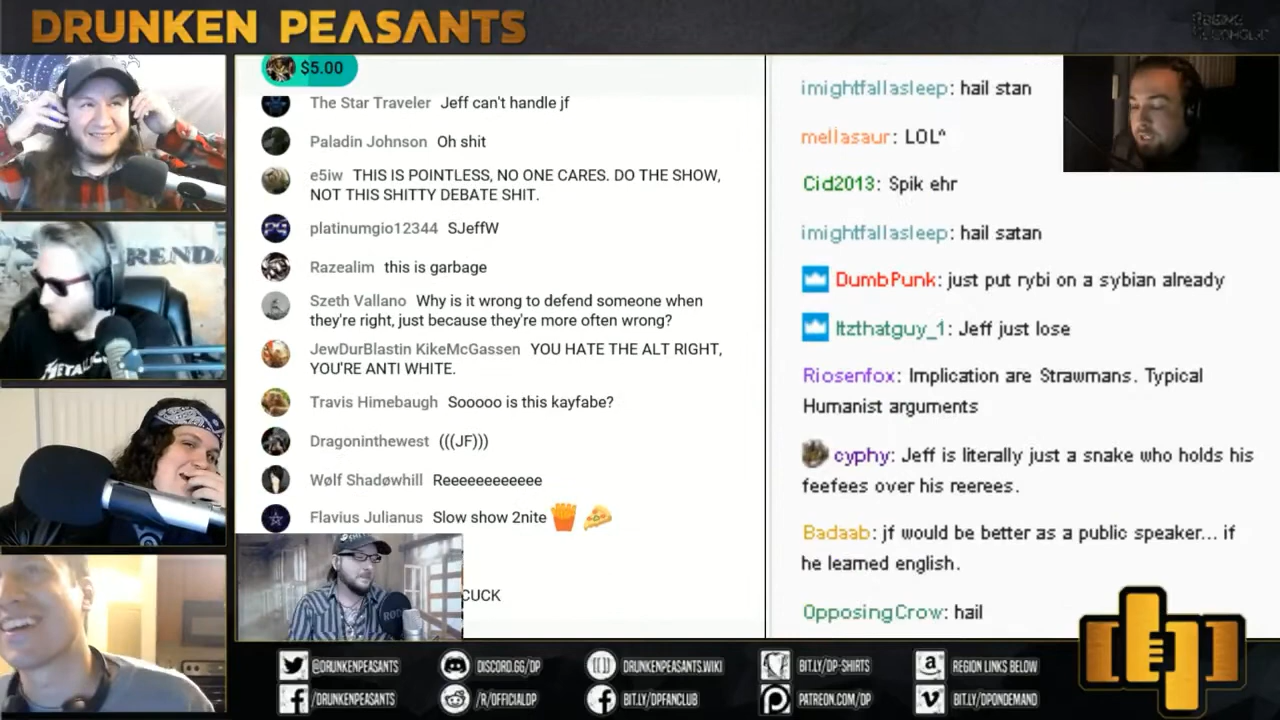 DRUNKEN PEASANTS
$5.00
The Star Traveler Jeff can't handle jf
Paladin Johnson Oh shit
e5iw THIS IS POINTLESS, NO ONE CARES. DO THE SHOW,
NOT THIS SHITTY DEBATE SHIT.
platinumgio12344 SJeffW
Razealim this is garbage
Szeth Vallano Why is it wrong to defend someone when
they're right, just because they're more often wrong?
JewDurBlastin KikeMcGassen YOU HATE THE ALT RIGHT,
YOU'RE ANTI WHITE.
Travis Himebaugh Sooooo is this kayfabe?
Dragoninthewest (((JF)))
Wølf Shadøwhill Reeeeeeeeeeee
Flavius Julianus Slow show 2nite 🍟 🍕
CUCK
imightfallasleep: hail stan
mellasaur: LOL^
Cid2013: Spik ehr
imightfallasleep: hail satan
DumbPunk: just put rybi on a sybian already
Itzthatguy_1: Jeff just lose
Riosenfox: Implication are Strawmans. Typical
Humanist arguments
cyphy: Jeff is literally just a snake who holds his
feefees over his reerees.
Badaab: jf would be better as a public speaker... if
he learned english.
OpposingCrow: hail
REND
METALLICA
@DRUNKENPEASANTS
DISCORD.GG/DP
DRUNKENPEASANTS.WIKI
BIT.LY/DP-SHIRTS
REGION LINKS BELOW
/DRUNKENPEASANTS
/R/OFFICIALDP
BIT.LY/DPFANCLUB
PATREON.COM/DP
BIT.LY/DPONDEMAND